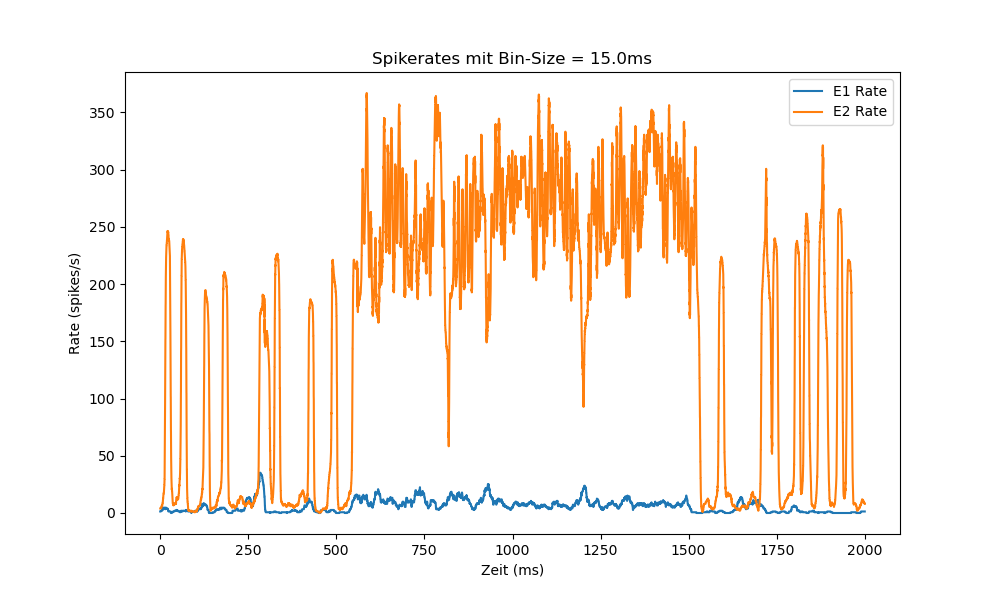 Spikerates mit Bin-Size = 15.0ms
E1 Rate
E2 Rate
Rate (spikes/s)
350
300
250
200
150
100
50
0
0 250 500 750 1000 1250 1500 1750 2000
Zeit (ms)